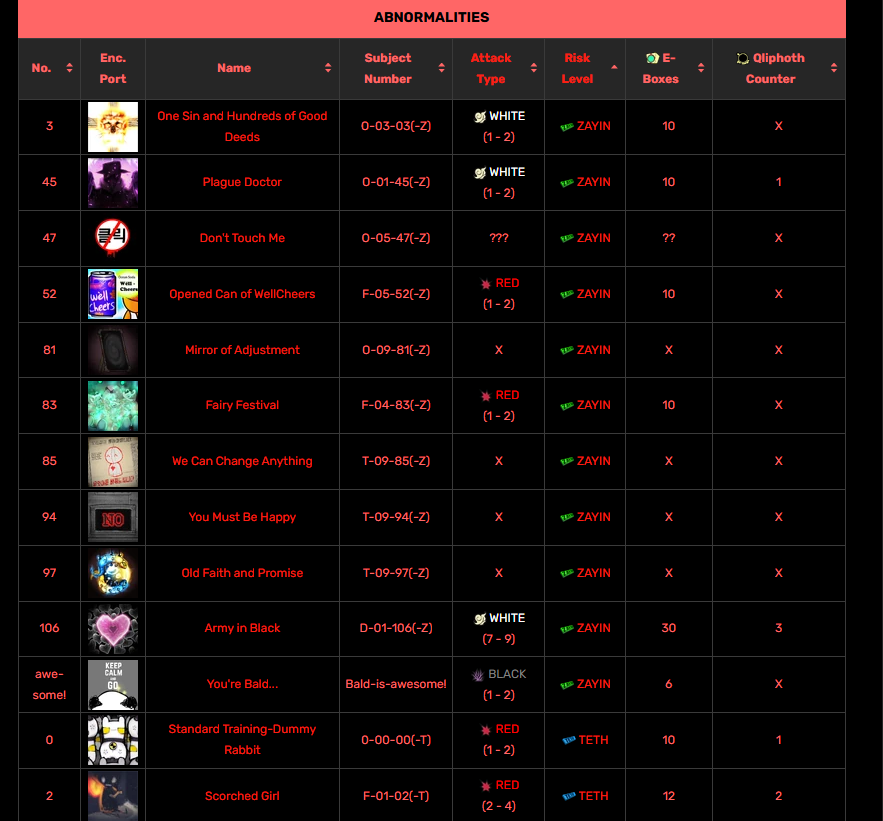 ABNORMALITIES
No. Enc. Port Name Subject Number Attack Type Risk Level E-Boxes Qliphoth Counter
3 One Sin and Hundreds of Good Deeds O-03-03(-Z) WHITE (1 - 2) ZAYIN 10 X
45 Plague Doctor O-01-45(-Z) WHITE (1 - 2) ZAYIN 10 1
47 클릭 Don't Touch Me O-05-47(-Z) ??? ZAYIN ?? X
52 Well Cheers Well - Cheers Opened Can of WellCheers F-05-52(-Z) RED (1 - 2) ZAYIN 10 X
81 Mirror of Adjustment O-09-81(-Z) X ZAYIN X X
83 Fairy Festival F-04-83(-Z) RED (1 - 2) ZAYIN 10 X
85 We Can Change Anything T-09-85(-Z) X ZAYIN X X
94 NO You Must Be Happy T-09-94(-Z) X ZAYIN X X
97 Old Faith and Promise T-09-97(-Z) X ZAYIN X X
106 Army in Black D-01-106(-Z) WHITE (7 - 9) ZAYIN 30 3
awe-some! KEEP CALM GO You're Bald... Bald-is-awesome! BLACK (1 - 2) ZAYIN 6 X
0 Standard Training-Dummy Rabbit 0-00-00(-T) RED (1 - 2) TETH 10 1
2 Scorched Girl F-01-02(-T) RED (2 - 4) TETH 12 2